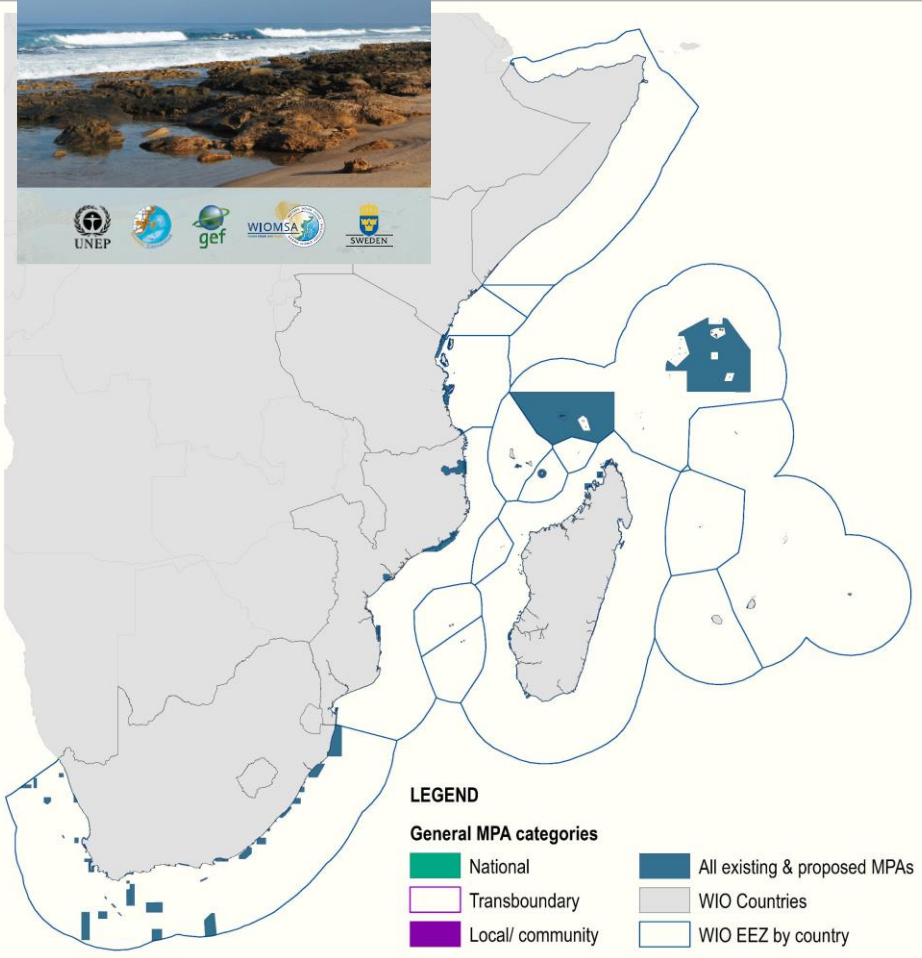 UNEP
gef
WIOMSA
SWEDEN
LEGEND
General MPA categories
National
Transboundary
Local/ community
All existing & proposed MPAs
WIO Countries
WIO EEZ by country